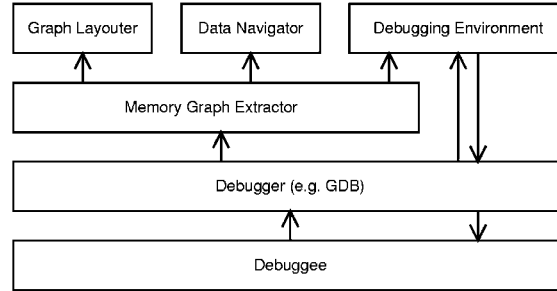 Graph Layouter
Data Navigator
Debugging Environment
Memory Graph Extractor
Debugger (e.g. GDB)
Debuggee